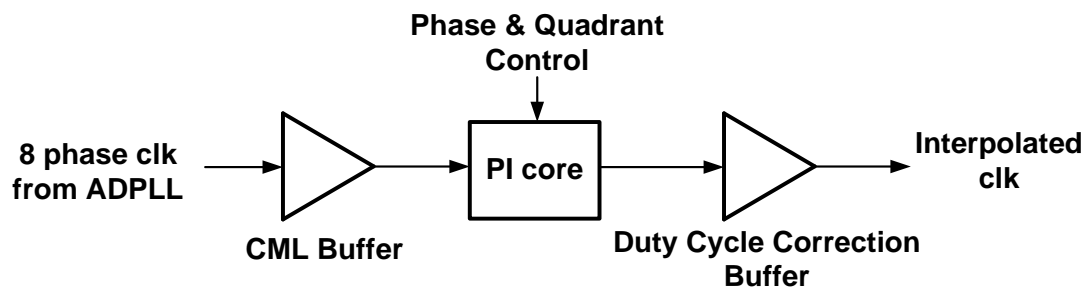 Phase & Quadrant
Control
8 phase clk
from ADPLL
PI core
Interpolated
clk
CML Buffer
Duty Cycle Correction
Buffer